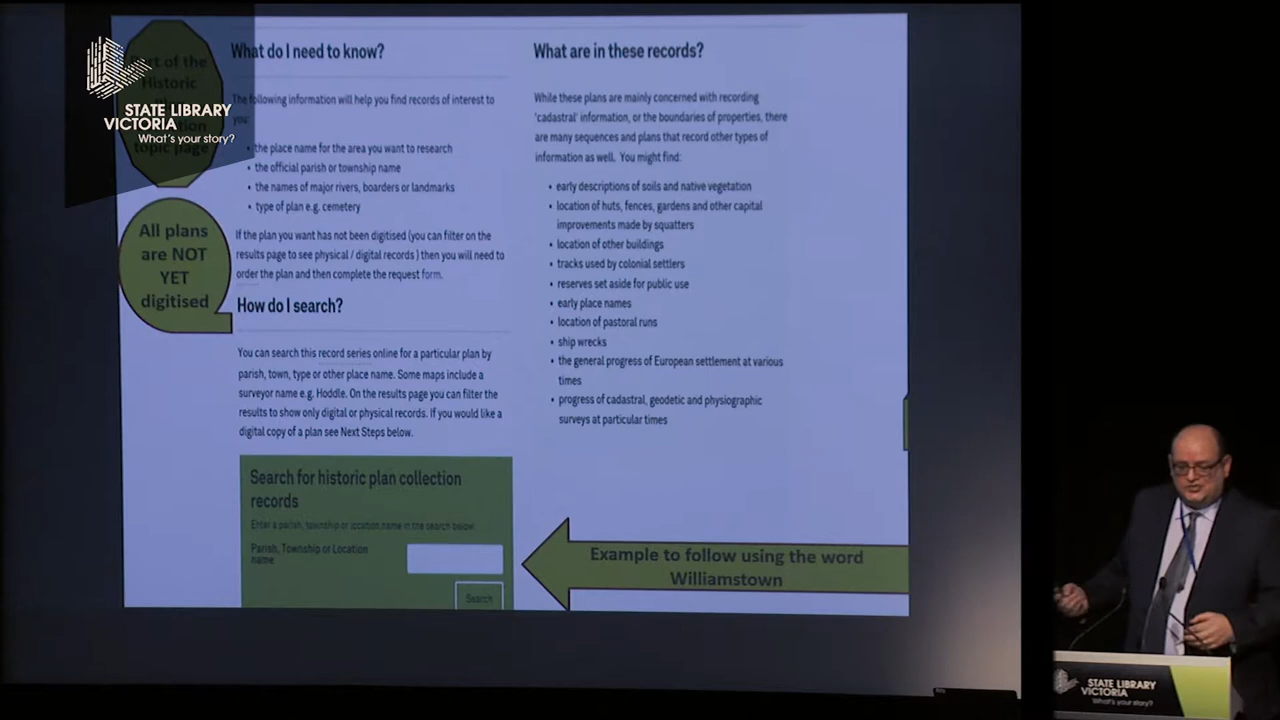 Part of the
Historic
topic page
STATE LIBRARY
VICTORIA
What's your story?
All plans
are NOT
YET
digitised
What do I need to know?
The following information will help you find records of interest to
you:
• the place name for the area you want to research
• the official parish or township name
• the names of major rivers, boarders or landmarks
• type of plan e.g. cemetery
If the plan you want has not been digitised (you can filter on the
results page to see physical / digital records ) then you will need to
order the plan and then complete the request form.
How do I search?
You can search this record series online for a particular plan by
parish, town, type or other place name. Some maps include a
surveyor name e.g. Hoddle. On the results page you can filter the
results to show only digital or physical records. If you would like a
digital copy of a plan see Next Steps below.
Search for historic plan collection
records
Enter a parish, township or location name in the search below.
Parish, Township or Location
name
Search
What are in these records?
While these plans are mainly concerned with recording
'cadastral' information, or the boundaries of properties, there
are many sequences and plans that record other types of
information as well. You might find:
• early descriptions of soils and native vegetation
• location of huts, fences, gardens and other capital
improvements made by squatters
• location of other buildings
• tracks used by colonial settlers
• reserves set aside for public use
• early place names
• location of pastoral runs
• ship wrecks
• the general progress of European settlement at various
times
• progress of cadastral, geodetic and physiographic
surveys at particular times
Example to follow using the word
Williamstown
STATE LIBRARY
VICTORIA
What's your story?